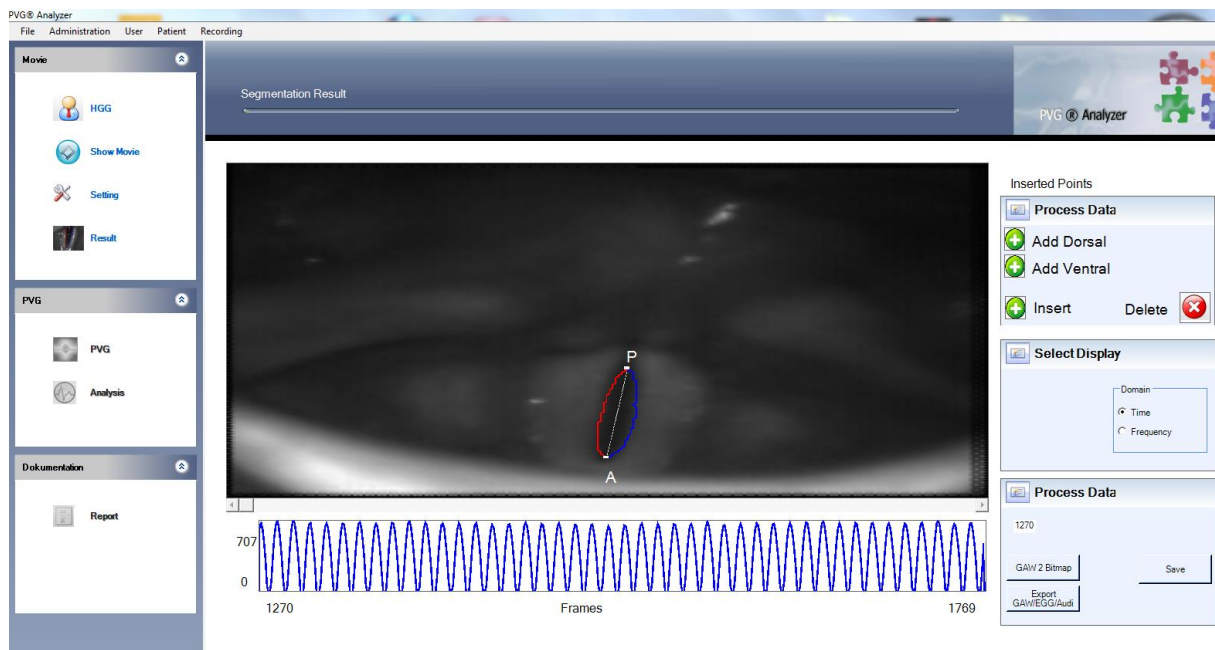 PVG® Analyzer
File Administration User Patient Recording
Movie
HGG
Show Movie
Setting
Result
PVG
PVG
Analysis
Dokumentation
Report
Segmentation Result
PVG ® Analyzer
P
A
707
0
1270 Frames 1769
Inserted Points
Process Data
Add Dorsal
Add Ventral
Insert Delete
Select Display
Domain
Time
Frequency
Process Data
1270
GAW 2 Bitmap Save
Export
GAW/EGG/Audi